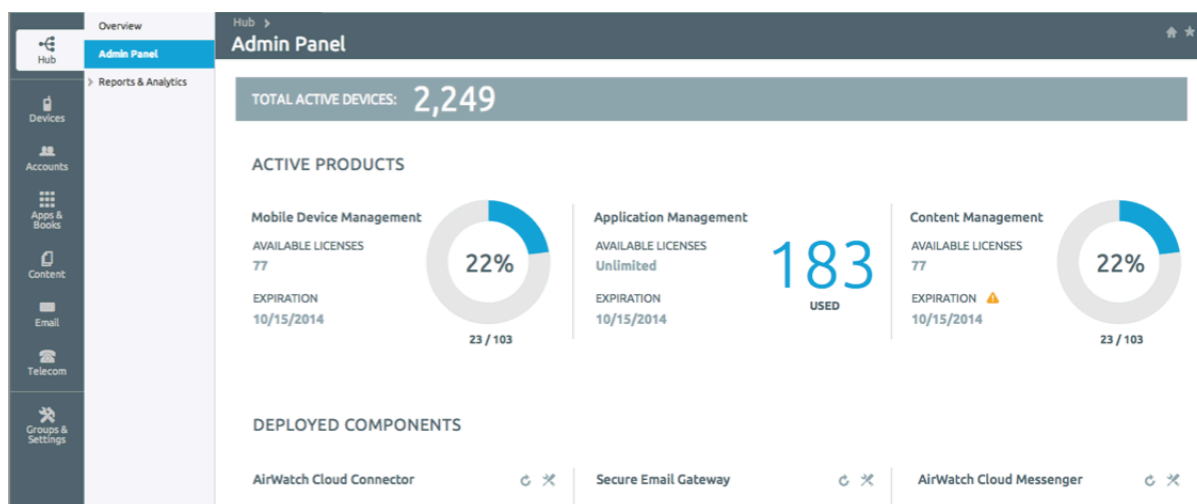 Hub
Devices
Accounts
Apps &
Books
Content
Email
Telecom
Groups &
Settings
Overview
Admin Panel
Reports & Analytics
Hub >
Admin Panel
TOTAL ACTIVE DEVICES: 2,249
ACTIVE PRODUCTS
Mobile Device Management
AVAILABLE LICENSES
77
EXPIRATION
10/15/2014
22%
23 / 103
Application Management
AVAILABLE LICENSES
Unlimited
EXPIRATION
10/15/2014
183
USED
Content Management
AVAILABLE LICENSES
77
EXPIRATION
10/15/2014
22%
23 / 103
DEPLOYED COMPONENTS
AirWatch Cloud Connector
Secure Email Gateway
AirWatch Cloud Messenger